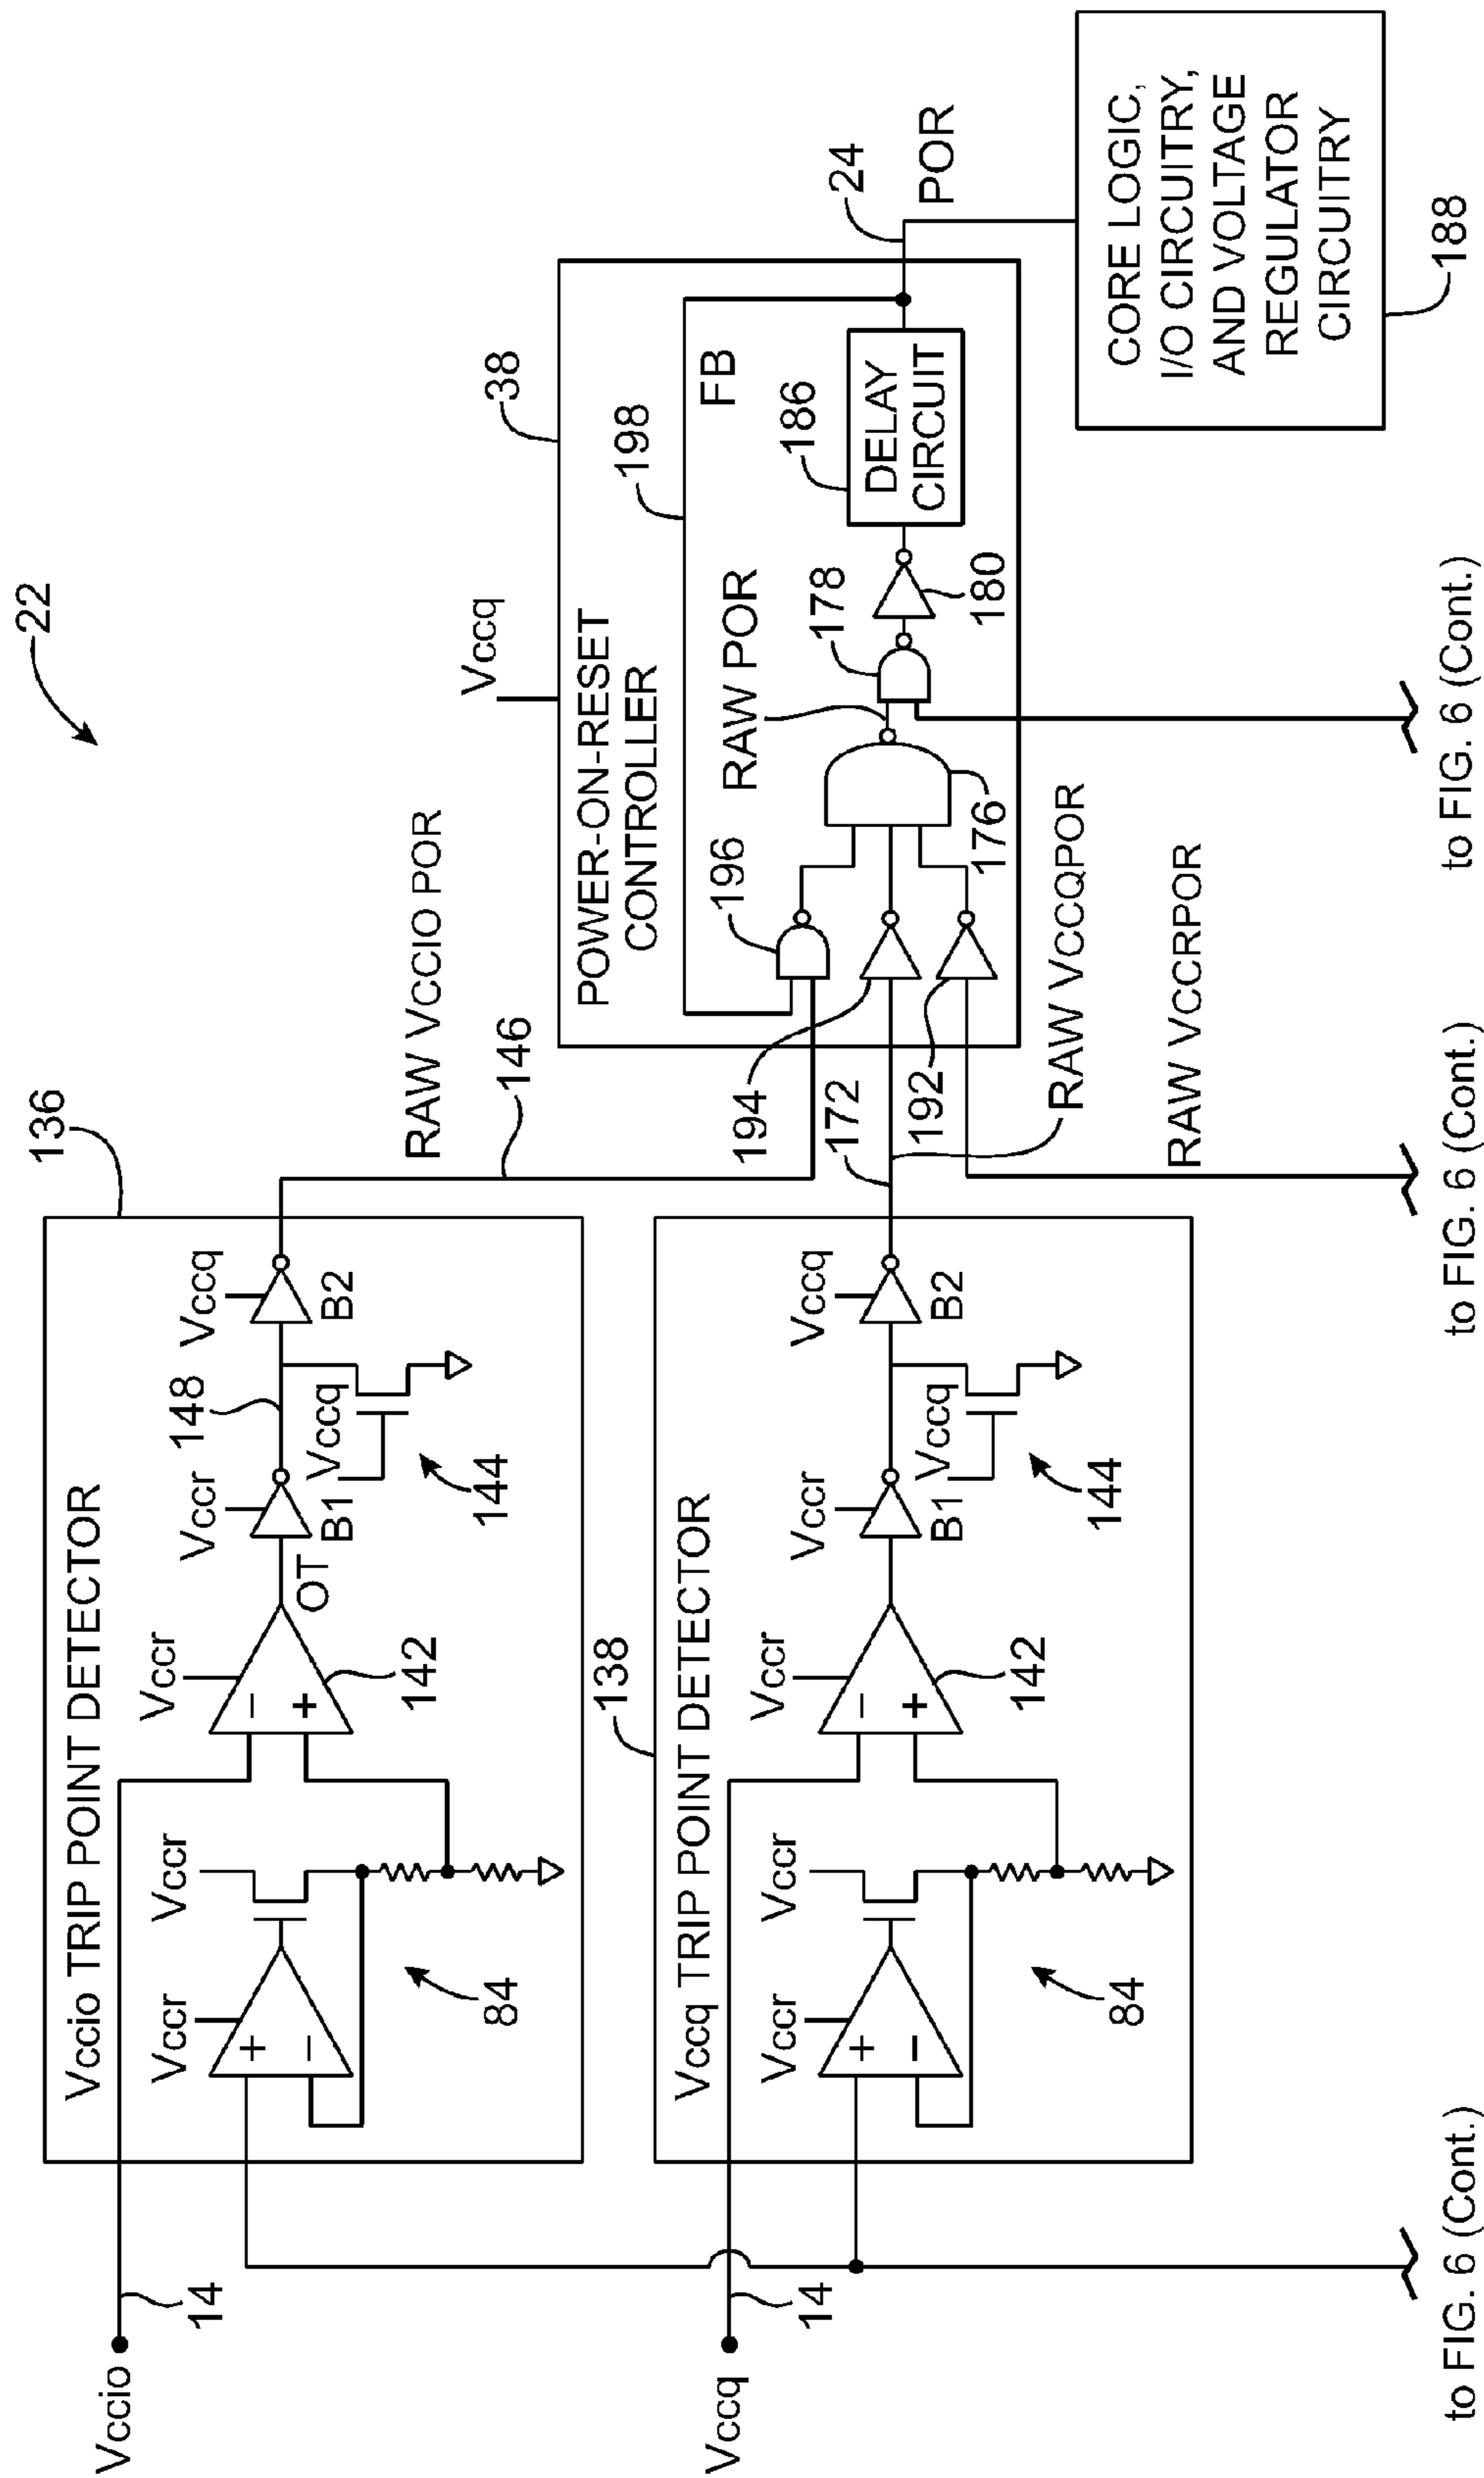 22
Vccio
14
136
Vccio TRIP POINT DETECTOR
Vccr
+
–
Vccr
84
Vccr
–
+
142
OT
Vccr
B1
148
Vccq
144
Vccq
B2
RAW VCCIO POR
146
Vccq
14
138
Vccq TRIP POINT DETECTOR
Vccr
+
–
Vccr
84
Vccr
–
+
142
Vccr
B1
Vccq
144
Vccq
B2
172
RAW VCCQPOR
RAW VCCRPOR
Vccq
38
POWER-ON-RESET
CONTROLLER
198
FB
196
194
192
RAW POR
176
178
180
186
DELAY
CIRCUIT
24
POR
CORE LOGIC,
I/O CIRCUITRY,
AND VOLTAGE
REGULATOR
CIRCUITRY
188
to FIG. 6 (Cont.)
to FIG. 6 (Cont.)
to FIG. 6 (Cont.)